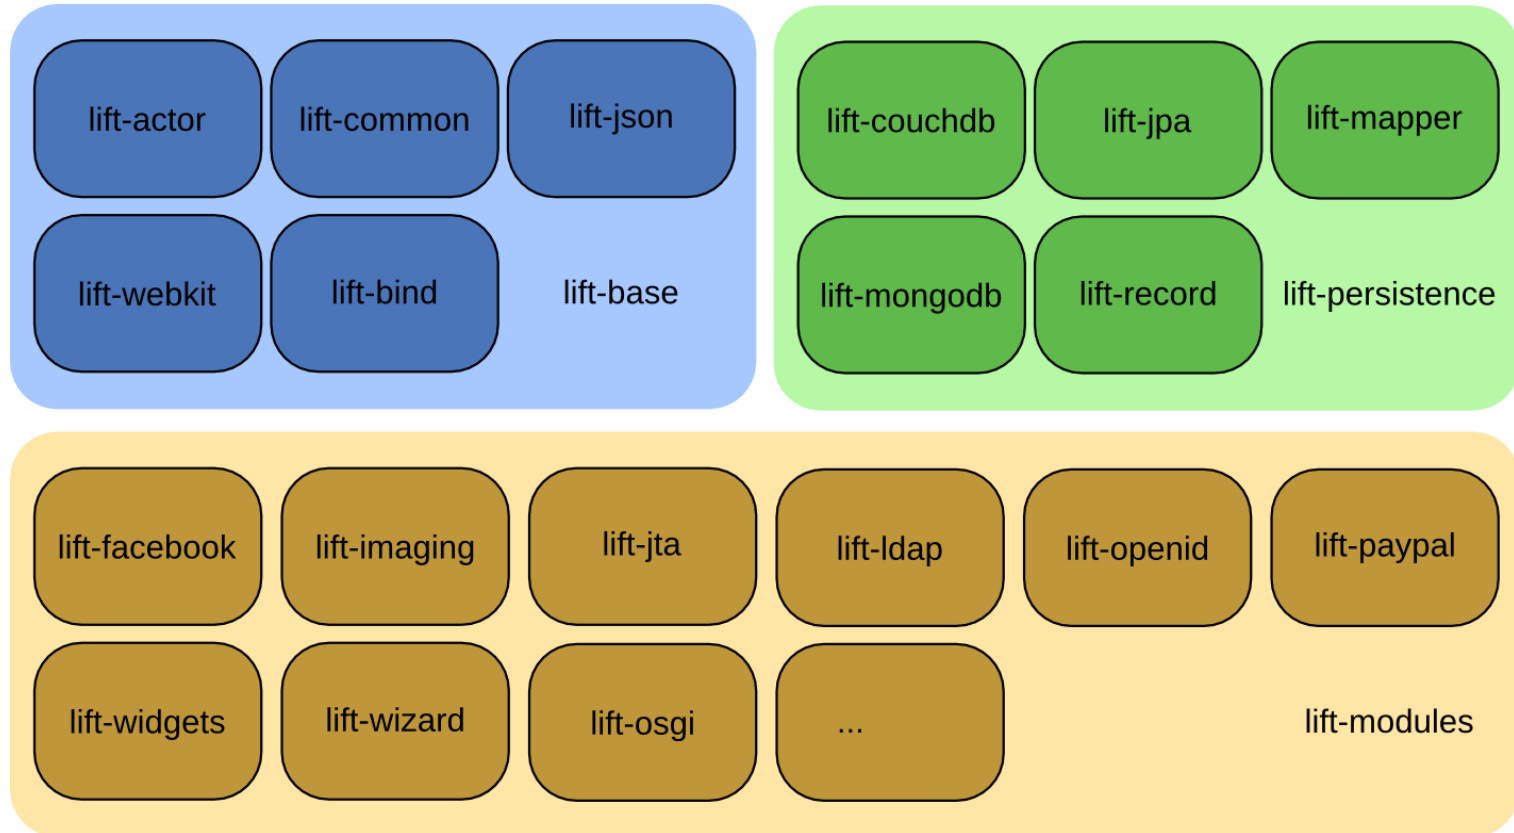 lift-actor
lift-common
lift-json
lift-webkit
lift-bind
lift-base
lift-couchdb
lift-jpa
lift-mapper
lift-mongodb
lift-record
lift-persistence
lift-facebook
lift-imaging
lift-jta
lift-ldap
lift-openid
lift-paypal
lift-widgets
lift-wizard
lift-osgi
...
lift-modules